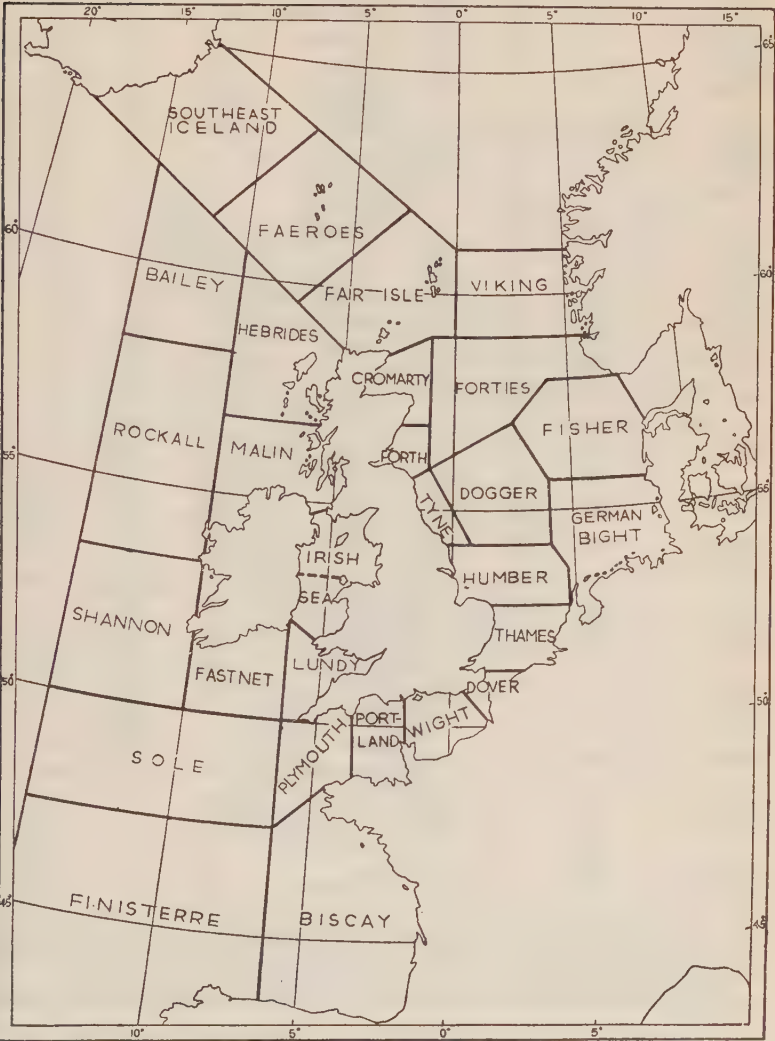 20° 15° 10° 5° 0° 5° 10° 15°
65°
SOUTHEAST
ICELAND
FAEROES
60°
60°
BAILEY
FAIR ISLE
VIKING
HEBRIDES
CROMARTY
FORTIES
ROCKALL
MALIN
FISHER
FORTH
55°
55°
DOGGER
TYNE
GERMAN
BIGHT
IRISH
SEA
HUMBER
SHANNON
THAMES
FASTNET
LUNDY
50°
50°
DOVER
PLYMOUTH
PORT-
LAND
WIGHT
SOLE
45°
45°
FINISTERRE
BISCAY
10° 5° 0° 5°